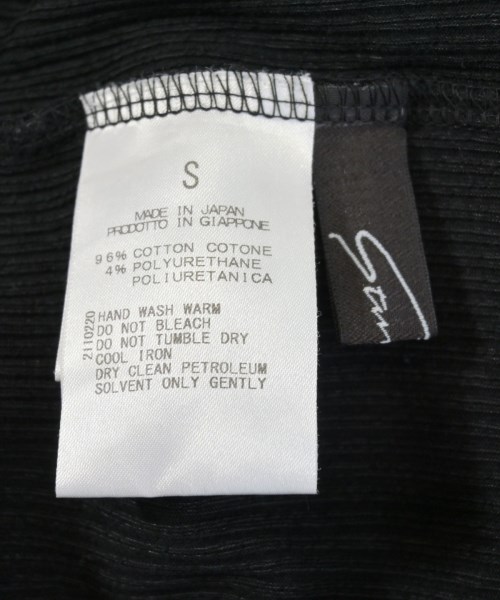 S
MADE IN JAPAN
PRODOTTO IN GIAPPONE
96% COTTON COTONE
4% POLYURETHANE
POLIURETANICA
2110220
HAND WASH WARM
DO NOT BLEACH
DO NOT TUMBLE DRY
COOL IRON
DRY CLEAN PETROLEUM
SOLVENT ONLY GENTLY